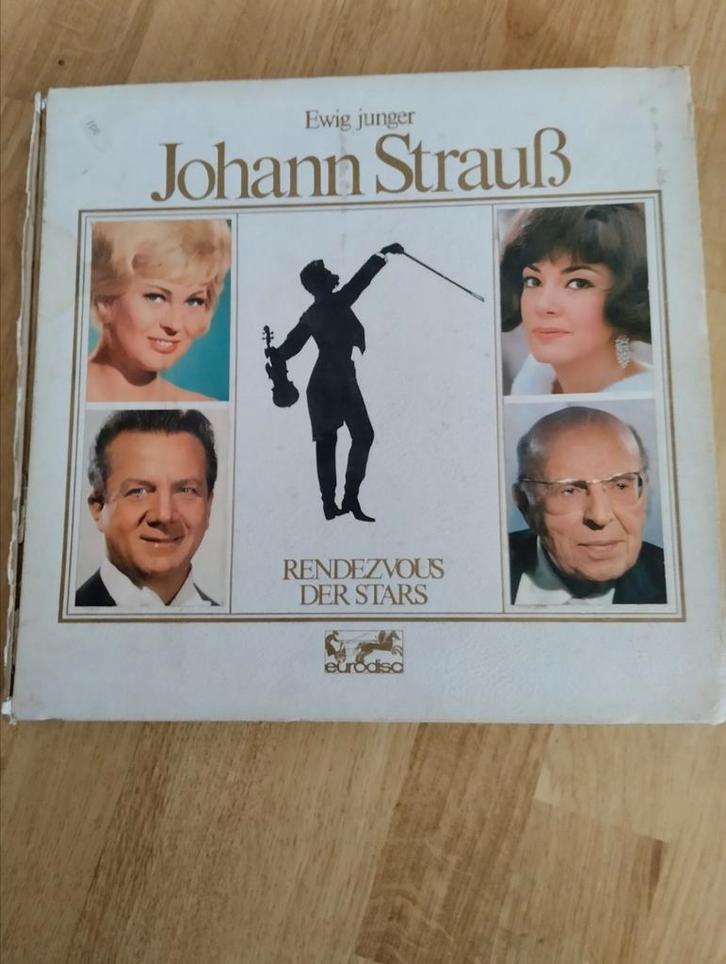 Ewig junger
Johann Strauß
RENDEZVOUS
DER STARS
eurodisc